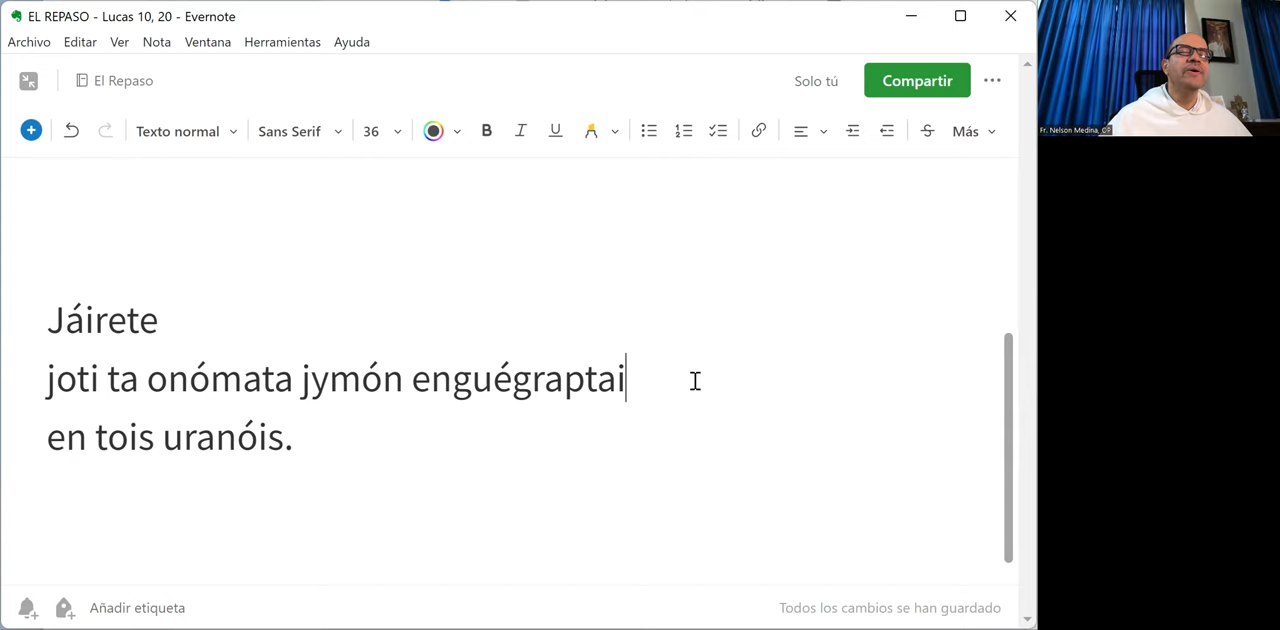 EL REPASO - Lucas 10, 20 - Evernote
Archivo Editar Ver Nota Ventana Herramientas Ayuda
El Repaso Solo tú Compartir
Texto normal Sans Serif 36 B I U Más
Jáirete
joti ta onómata jymón enguégraptai
en tois uranóis.
Añadir etiqueta Todos los cambios se han guardado
Fr. Nelson Medina, OP